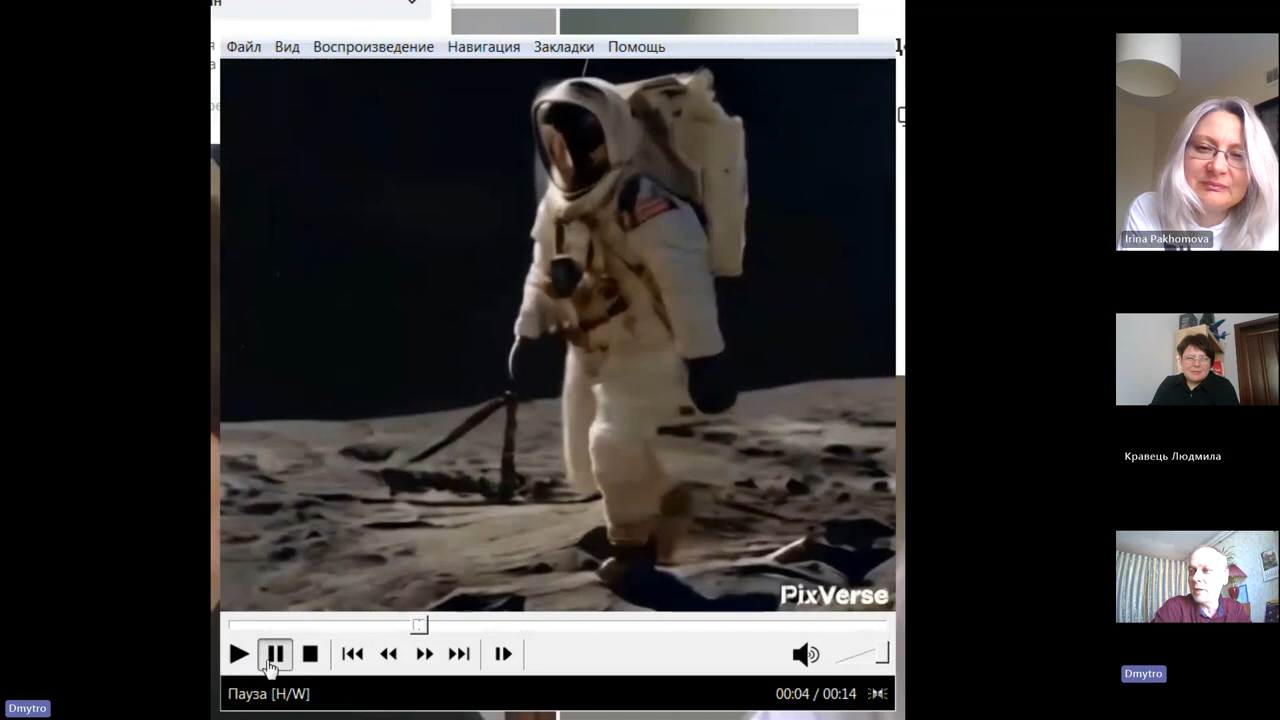 Файл Вид Воспроизведение Навигация Закладки Помощь
PixVerse
Пауза [H/W]
00:04 / 00:14
Irina Pakhomova
Кравець Людмила
Dmytro
Dmytro